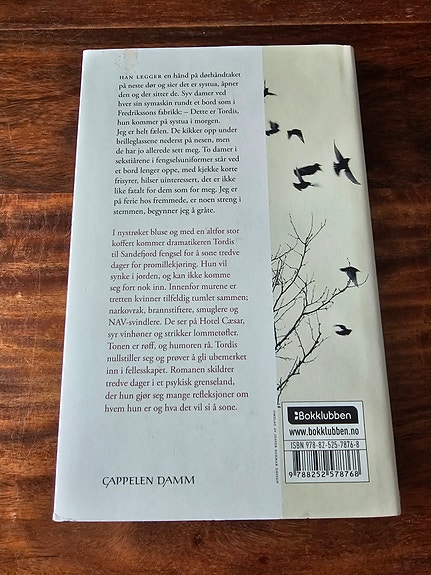 HAN LEGGER en hånd på dørhåndtaket
på neste dør og sier det er systua, åpner
den og der sitter de. Syv damer ved
hver sin symaskin rundt et bord som i
Fredrikssons fabrikk: – Dette er Tordis,
hun kommer på systua i morgen.
Jeg er helt følen. De kikker opp under
brilleglassene nederst på nesen, men
de har jo allerede sett meg. To damer i
sekstiårene i fengselsuniformer står ved
et bord lenger oppe, med kjekke korte
frisyrer, hilser uinteressert, det er ikke
like fatalt for dem som for meg. Jeg er
på ferie hos fremmede, er noen streng i
stemmen, begynner jeg å gråte.
I nystrøket bluse og med en altfor stor
koffert kommer dramatikeren Tordis
til Sandefjord fengsel for å sone tredve
dager for promillekjøring. Hun vil
synke i jorden, og kan ikke komme
seg fort nok inn. Innenfor murene er
tretten kvinner tilfeldig tumlet sammen;
narkovrak, brannstiftere, smuglere og
NAV-svindlere. De ser på Hotel Cæsar,
syr vinhøner og strikker lommetøfler.
Tonen er røff, og humoren rå. Tordis
nullstiller seg og prøver å gli ubemerket
inn i fellesskapet. Romanen skildrer
tredve dager i et psykisk grenseland,
der hun gjør seg mange refleksjoner om
hvem hun er og hva det vil si å sone.
CAPPELEN DAMM
Bokklubben
www.bokklubben.no
ISBN 978-82-525-7876-8
9 788252 578768